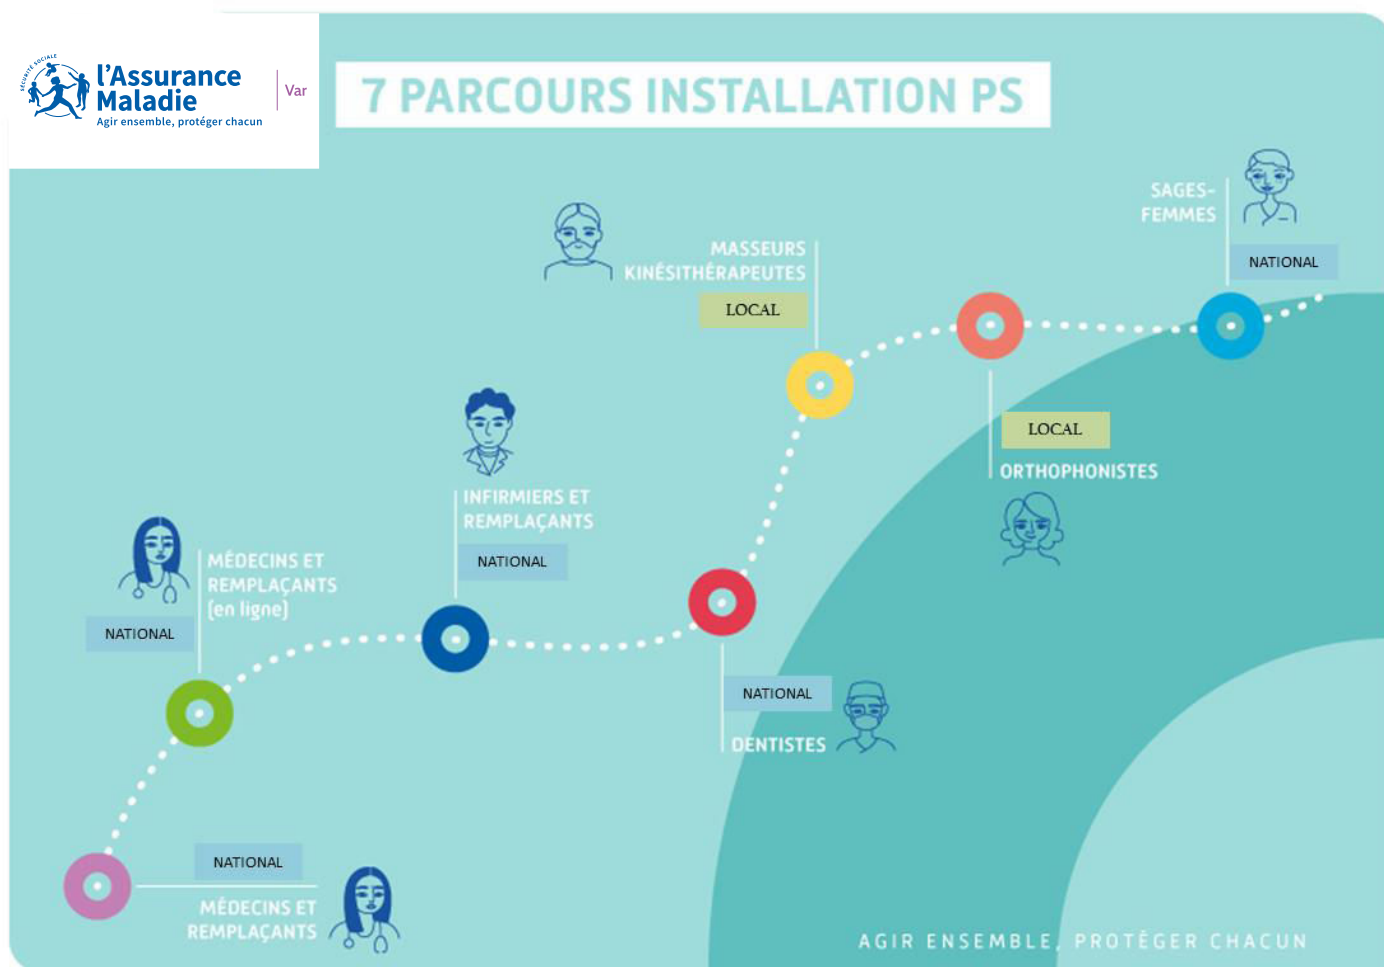 SÉCURITÉ SOCIALE
l'Assurance
Maladie
Agir ensemble, protéger chacun
Var
7 PARCOURS INSTALLATION PS
SAGES-
FEMMES
NATIONAL
MASSEURS
KINÉSITHÉRAPEUTES
LOCAL
LOCAL
ORTHOPHONISTES
INFIRMIERS ET
REMPLAÇANTS
NATIONAL
MÉDECINS ET
REMPLAÇANTS
(en ligne)
NATIONAL
NATIONAL
DENTISTES
NATIONAL
MÉDECINS ET
REMPLAÇANTS
AGIR ENSEMBLE, PROTÉGER CHACUN